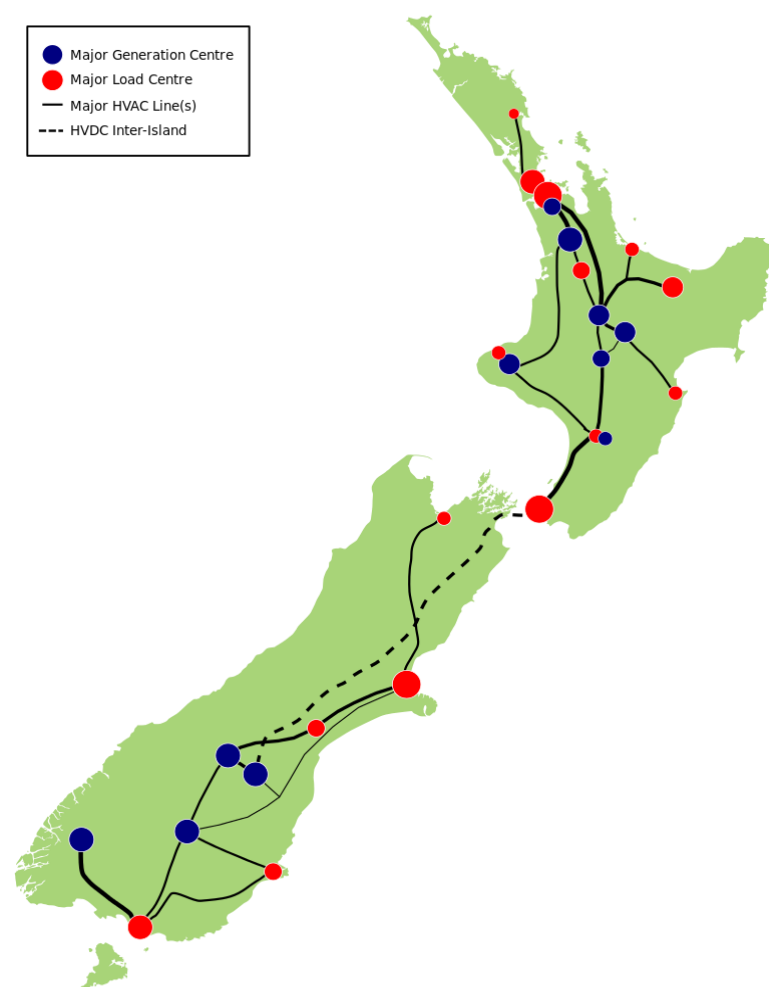 Major Generation Centre
Major Load Centre
Major HVAC Line(s)
HVDC Inter-Island